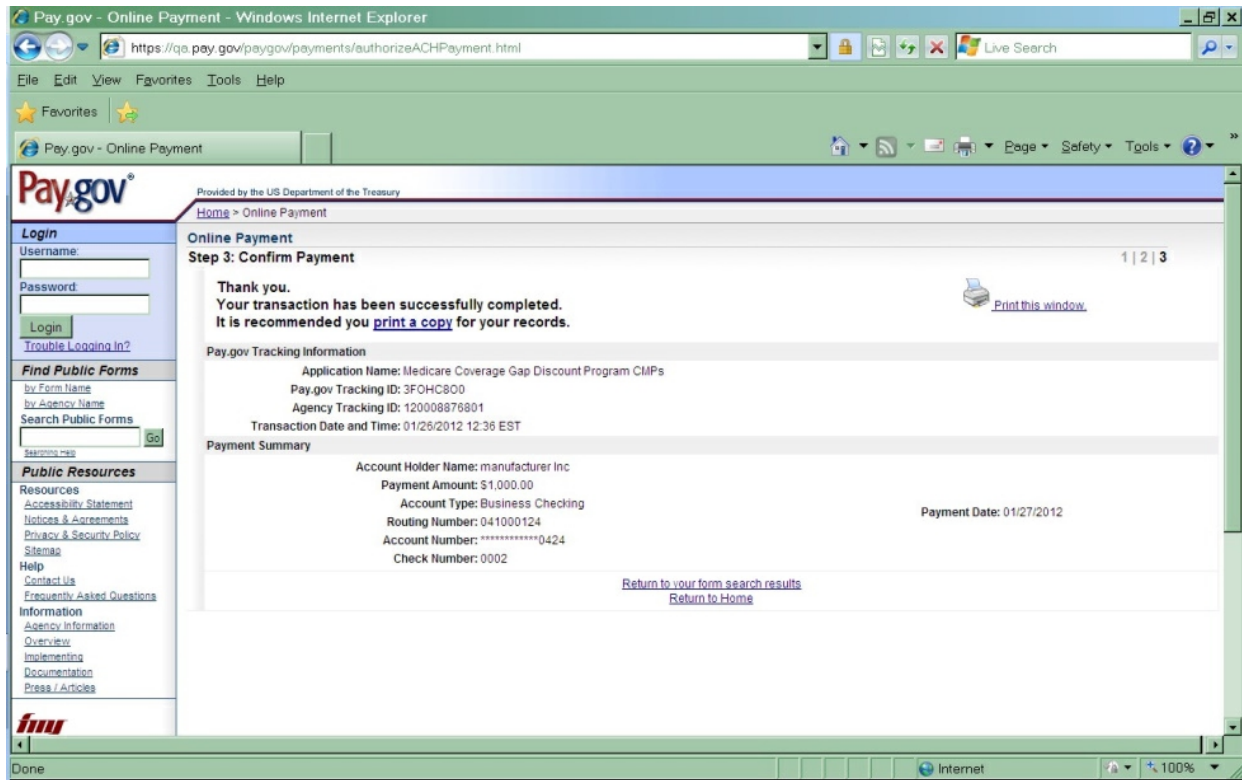 Pay.gov - Online Payment - Windows Internet Explorer
https://qa.pay.gov/paygov/payments/authorizeACHPayment.html
Live Search
File Edit View Favorites Tools Help
Favorites
Pay.gov - Online Payment
Page Safety Tools
Pay.gov®
Provided by the US Department of the Treasury
Home > Online Payment
Login
Username:
Password:
Login
Trouble Logging In?
Find Public Forms
by Form Name
by Agency Name
Search Public Forms
Go
Searching Help
Public Resources
Resources
Accessibility Statement
Notices & Agreements
Privacy & Security Policy
Sitemap
Help
Contact Us
Frequently Asked Questions
Information
Agency Information
Overview
Implementing
Documentation
Press / Articles
Online Payment
Step 3: Confirm Payment
1 | 2 | 3
Thank you.
Your transaction has been successfully completed.
It is recommended you print a copy for your records.
Print this window.
Pay.gov Tracking Information
Application Name: Medicare Coverage Gap Discount Program CMPs
Pay.gov Tracking ID: 3FOHC8O0
Agency Tracking ID: 120008876801
Transaction Date and Time: 01/26/2012 12:36 EST
Payment Summary
Account Holder Name: manufacturer Inc
Payment Amount: $1,000.00
Account Type: Business Checking
Routing Number: 041000124
Account Number: ************0424
Check Number: 0002
Payment Date: 01/27/2012
Return to your form search results
Return to Home
Done
Internet
100%